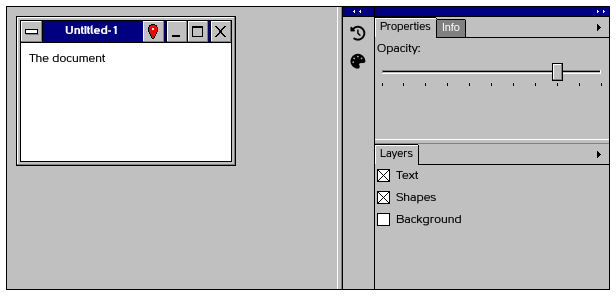 Untitled-1
The document
Properties
Info
Opacity:
Layers
Text
Shapes
Background